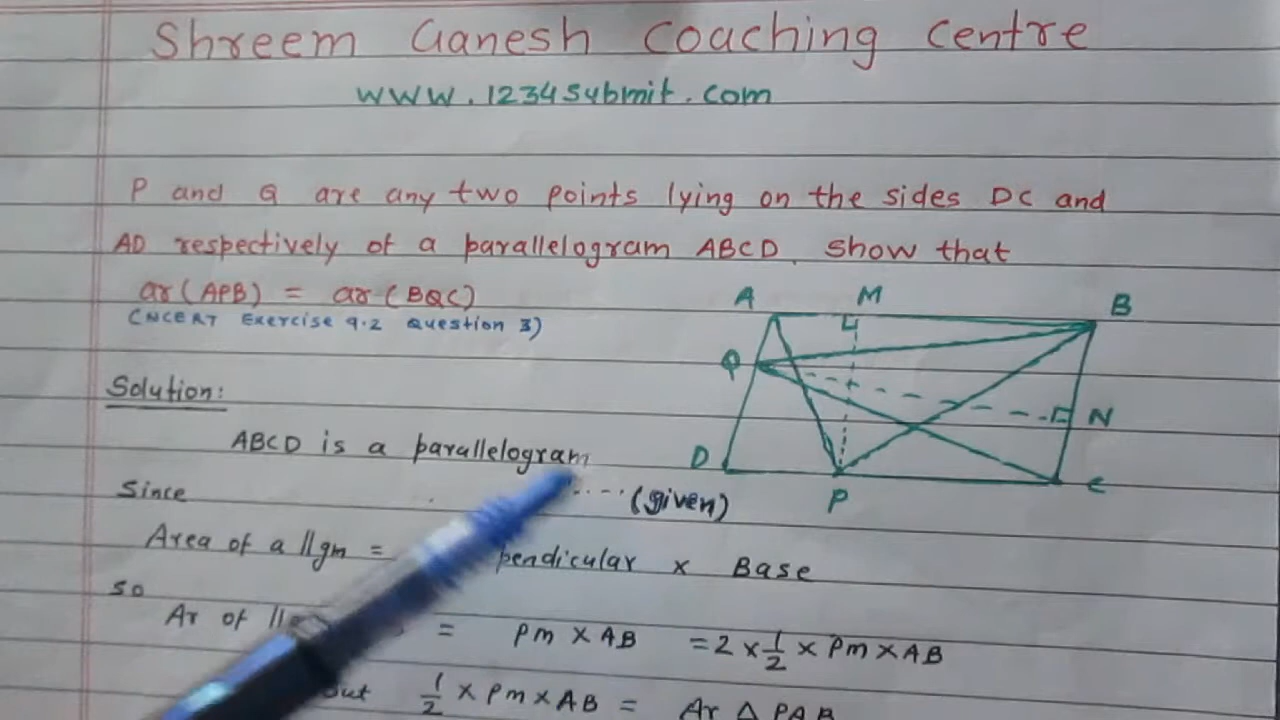 Shreem Ganesh Coaching Centre
www.1234submit.com
P and Q are any two points lying on the sides DC and
AD respectively of a parallelogram ABCD. Show that
ar(APB) = ar(BQC)
(NCERT Exercise 9.2 Question 3)
A M B
Q
N
D P C
Solution:
ABCD is a parallelogram
Since ....(given)
Area of a ||gm = pendicular x Base
So
Ar of = PM x AB = 2 x 1/2 x PM x AB
but 1/2 x PM x AB = Ar Δ PAB